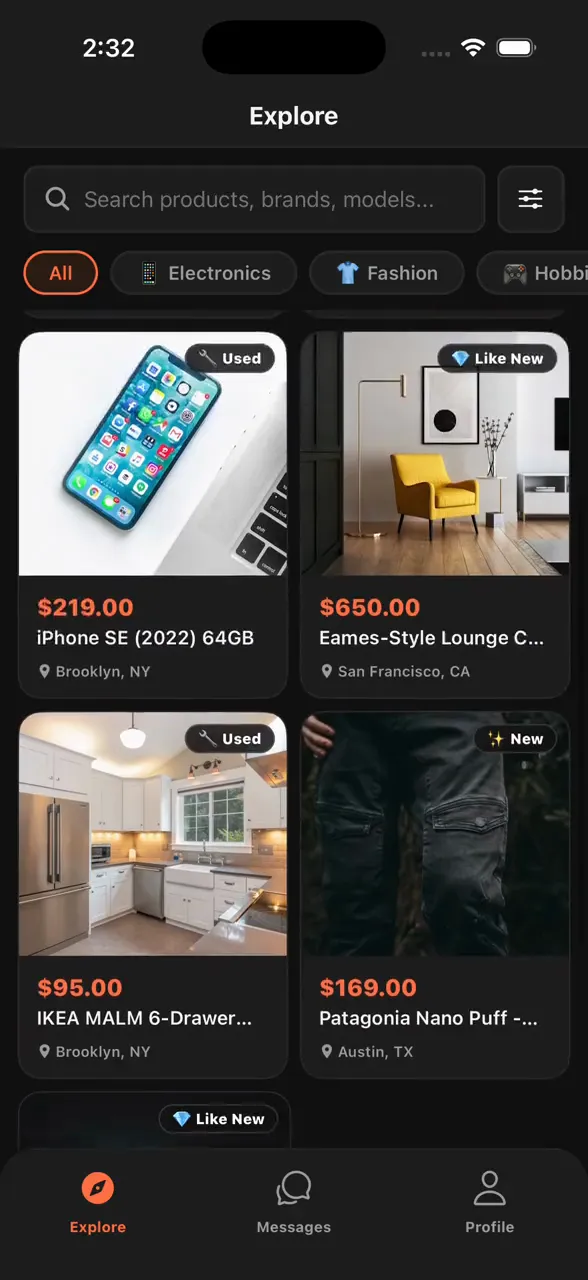 2:32
Explore
Search products, brands, models...
All
Electronics
Fashion
Hobbi
Used
Like New
$219.00
$650.00
iPhone SE (2022) 64GB
Eames-Style Lounge C...
Brooklyn, NY
San Francisco, CA
Used
New
$95.00
$169.00
IKEA MALM 6-Drawer...
Patagonia Nano Puff -...
Brooklyn, NY
Austin, TX
Like New
Explore
Messages
Profile